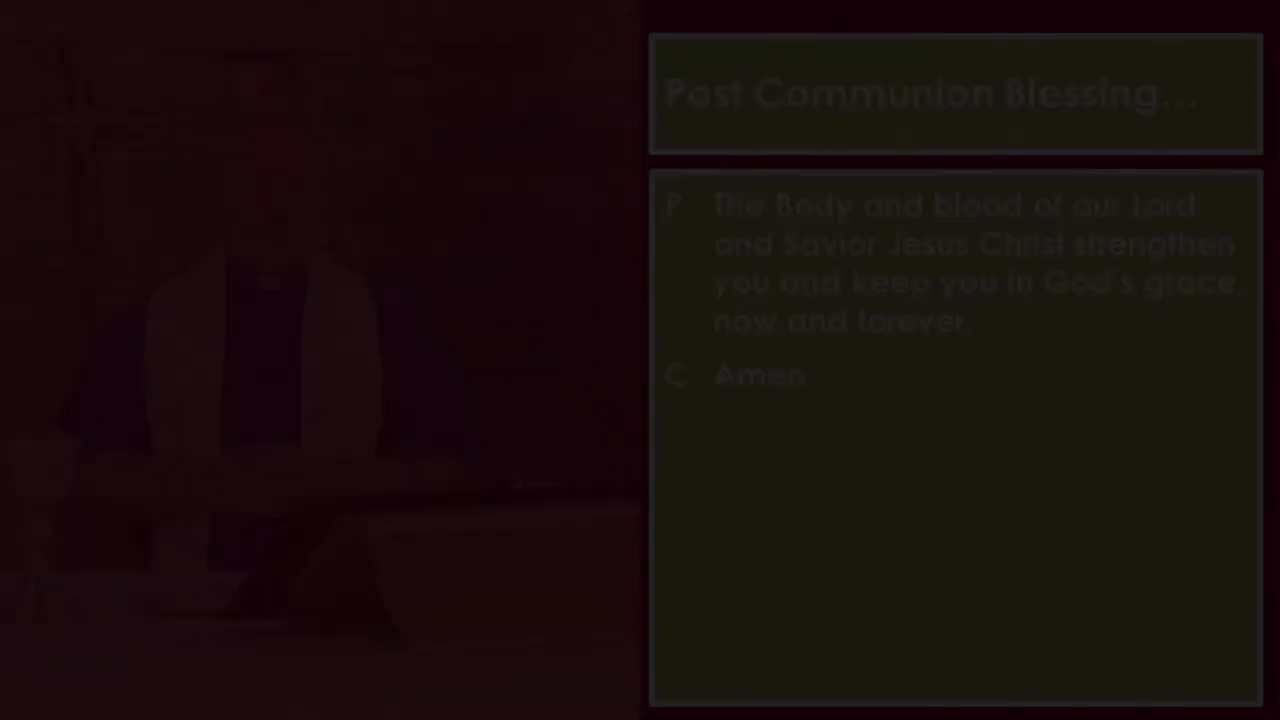 Post Communion Blessing...
P The Body and blood of our Lord
and Savior Jesus Christ strengthen
you and keep you in God's grace,
now and forever.
C Amen